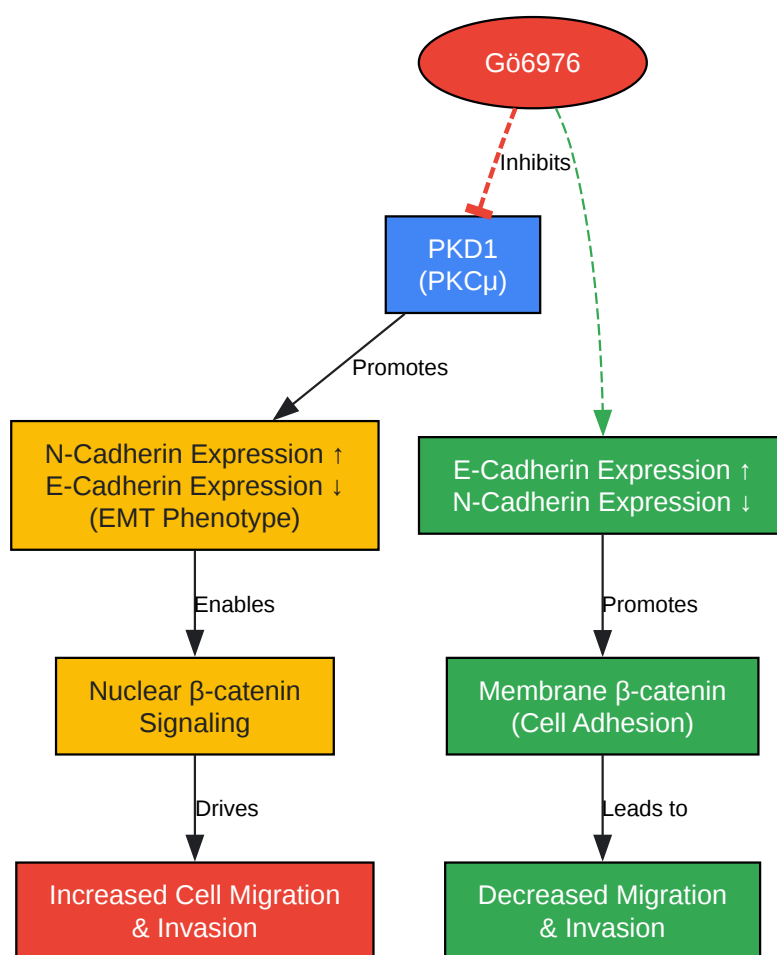 Gö6976
Inhibits
PKD1
(PKCμ)
Promotes
N-Cadherin Expression ↑
E-Cadherin Expression ↓
(EMT Phenotype)
E-Cadherin Expression ↑
N-Cadherin Expression ↓
Enables
Promotes
Nuclear β-catenin
Signaling
Membrane β-catenin
(Cell Adhesion)
Drives
Leads to
Increased Cell Migration
& Invasion
Decreased Migration
& Invasion